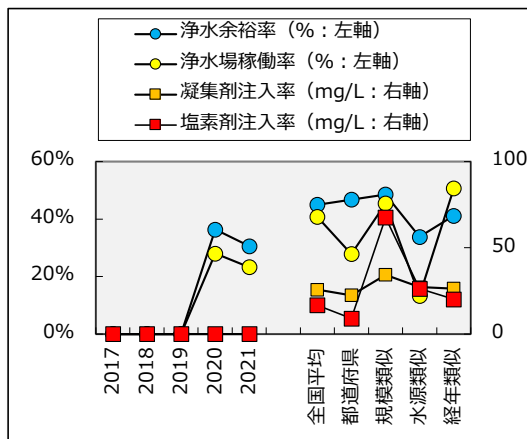 浄水余裕率（%：左軸）
浄水場稼働率（%：左軸）
凝集剤注入率（mg/L：右軸）
塩素剤注入率（mg/L：右軸）
60%
40%
20%
0%
100
50
0
2017
2018
2019
2020
2021
全国平均
都道府県
規模類似
水源類似
経年類似